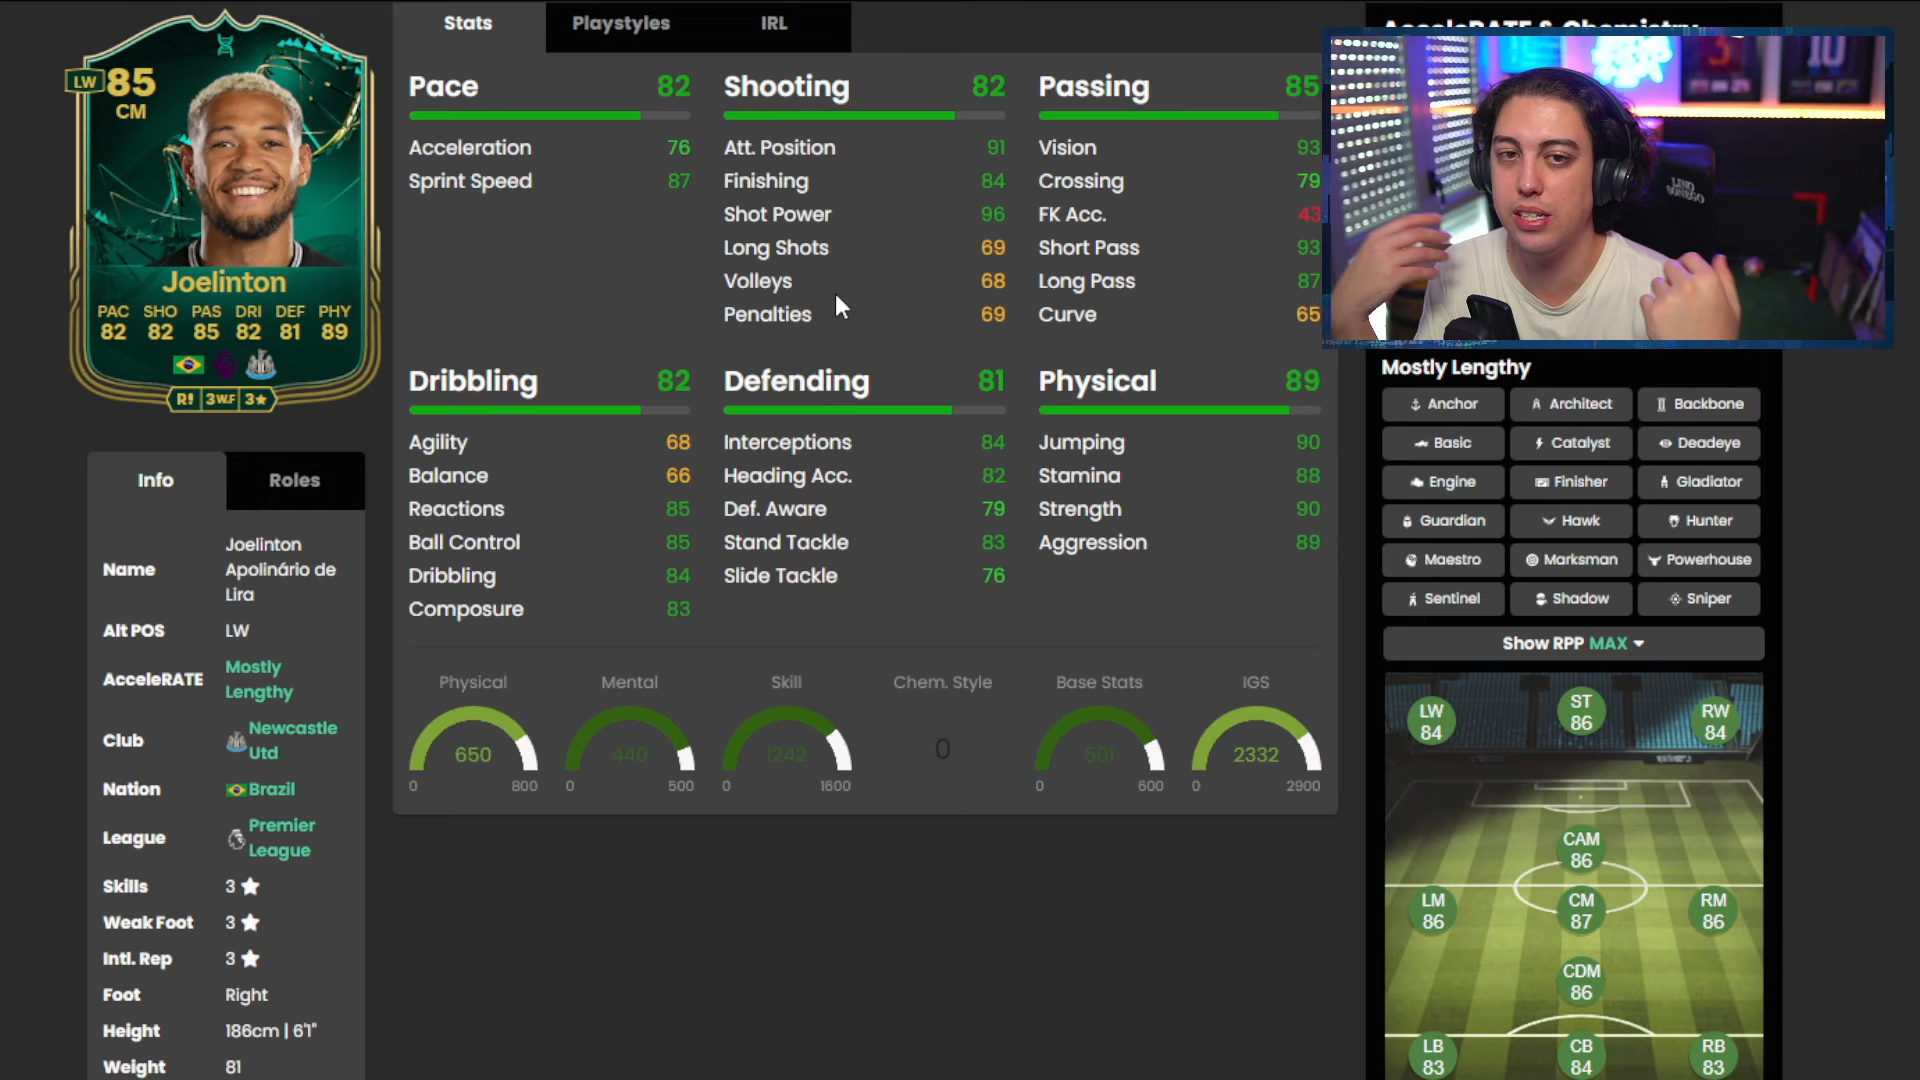 LW 85
CM
Joelinton
PAC SHO PAS DRI DEF PHY
82 82 85 82 81 89
R! 3 W.F 3★
Info Roles
Name Joelinton Apolinário de Lira
Alt POS LW
AcceleRATE Mostly Lengthy
Club Newcastle Utd
Nation Brazil
League Premier League
Skills 3 ★
Weak Foot 3 ★
Intl. Rep 3 ★
Foot Right
Height 186cm | 6'1"
Weight 81
Stats Playstyles IRL
Pace 82
Acceleration 76
Sprint Speed 87
Shooting 82
Att. Position 91
Finishing 84
Shot Power 96
Long Shots 69
Volleys 68
Penalties 69
Passing 85
Vision 93
Crossing 79
FK Acc. 43
Short Pass 93
Long Pass 87
Curve 65
Dribbling 82
Agility 68
Balance 66
Reactions 85
Ball Control 85
Dribbling 84
Composure 83
Defending 81
Interceptions 84
Heading Acc. 82
Def. Aware 79
Stand Tackle 83
Slide Tackle 76
Physical 89
Jumping 90
Stamina 88
Strength 90
Aggression 89
Physical Mental Skill Chem. Style Base Stats IGS
650 440 1242 0 501 2332
0 800 0 500 0 1600 0 600 0 2900
AcceleRATE & Chemistry
3 10
Mostly Lengthy
Anchor Architect Backbone
Basic Catalyst Deadeye
Engine Finisher Gladiator
Guardian Hawk Hunter
Maestro Marksman Powerhouse
Sentinel Shadow Sniper
Show RPP MAX
LW ST RW
84 86 84
CAM
86
LM CM RM
86 87 86
CDM
86
LB CB RB
83 84 83